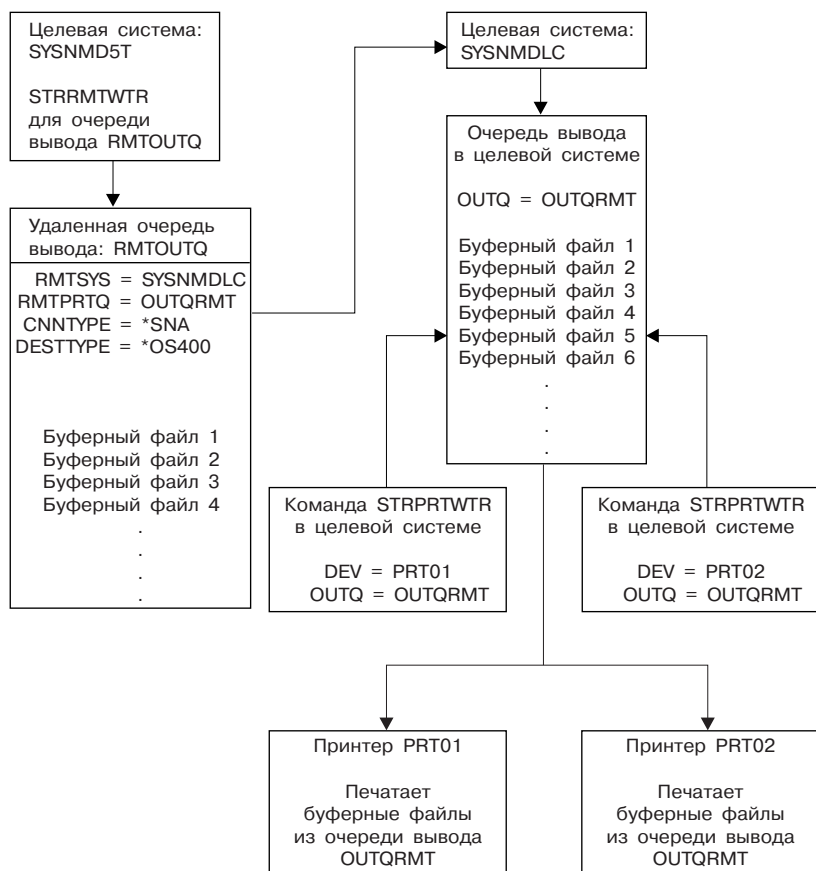 Целевая система:
SYSNMD5T
STRRMTWTR
для очереди
вывода RMTOUTQ
Удаленная очередь
вывода: RMTOUTQ
RMTSYS = SYSNMDLC
RMTPRTQ = OUTQRMT
CNNTYPE = *SNA
DESTTYPE = *OS400
Буферный файл 1
Буферный файл 2
Буферный файл 3
Буферный файл 4
.
.
.
.
Целевая система:
SYSNMDLC
Очередь вывода
в целевой системе
OUTQ = OUTQRMT
Буферный файл 1
Буферный файл 2
Буферный файл 3
Буферный файл 4
Буферный файл 5
Буферный файл 6
.
.
.
.
Команда STRPRTWTR
в целевой системе
DEV = PRT01
OUTQ = OUTQRMT
Команда STRPRTWTR
в целевой системе
DEV = PRT02
OUTQ = OUTQRMT
Принтер PRT01
Печатает
буферные файлы
из очереди вывода
OUTQRMT
Принтер PRT02
Печатает
буферные файлы
из очереди вывода
OUTQRMT